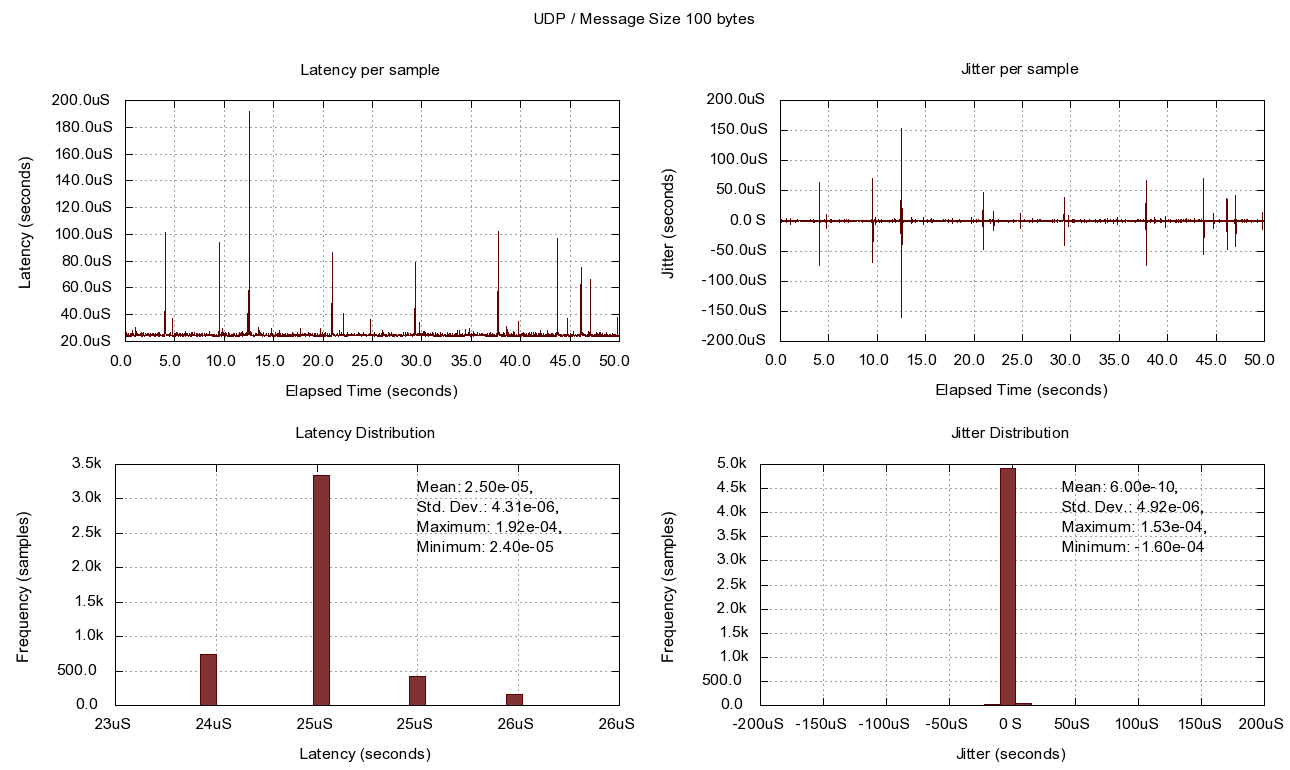 UDP / Message Size 100 bytes
Latency per sample
200.0uS
180.0uS
160.0uS
140.0uS
120.0uS
100.0uS
80.0uS
60.0uS
40.0uS
20.0uS
Latency (seconds)
0.0 5.0 10.0 15.0 20.0 25.0 30.0 35.0 40.0 45.0 50.0
Elapsed Time (seconds)
Jitter per sample
200.0uS
150.0uS
100.0uS
50.0uS
0.0 S
-50.0uS
-100.0uS
-150.0uS
-200.0uS
Jitter (seconds)
0.0 5.0 10.0 15.0 20.0 25.0 30.0 35.0 40.0 45.0 50.0
Elapsed Time (seconds)
Latency Distribution
3.5k
3.0k
2.5k
2.0k
1.5k
1.0k
500.0
0.0
Frequency (samples)
Mean: 2.50e-05,
Std. Dev.: 4.31e-06,
Maximum: 1.92e-04,
Minimum: 2.40e-05
23uS 24uS 25uS 25uS 26uS 26uS
Latency (seconds)
Jitter Distribution
5.0k
4.5k
4.0k
3.5k
3.0k
5.0k
2.5k
2.0k
1.5k
1.0k
500.0
0.0
Frequency (samples)
Mean: 6.00e-10,
Std. Dev.: 4.92e-06,
Maximum: 1.53e-04,
Minimum: -1.60e-04
-200uS -150uS -100uS -50uS 0 S 50uS 100uS 150uS 200uS
Jitter (seconds)